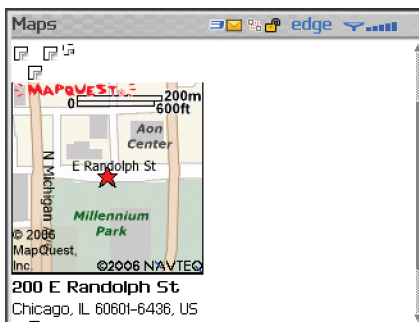 Maps edge
MAPQUEST
0 200m
600ft
Aon
Center
E Randolph St
N Michigan Ave
Millennium
Park
© 2006
MapQuest,
Inc. ©2006 NAVTEQ
200 E Randolph St
Chicago, IL 60601-6436, US